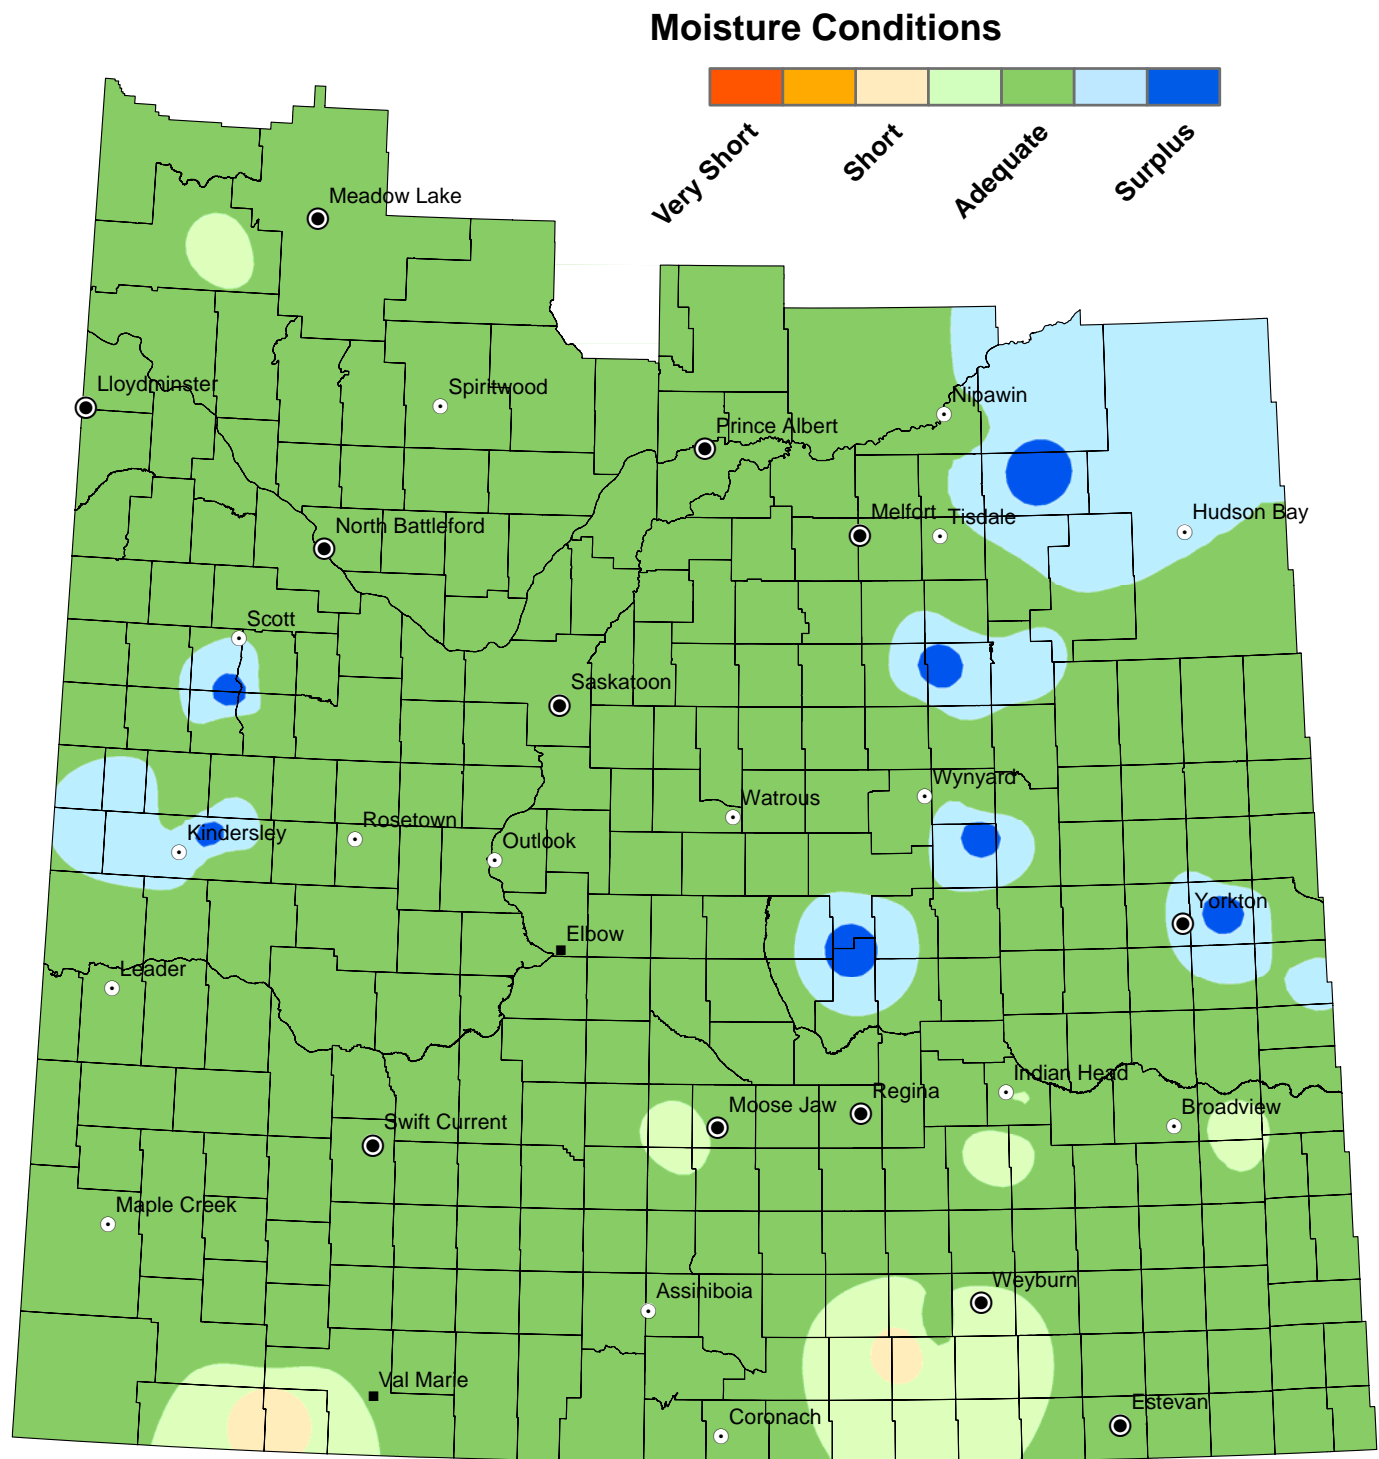 Moisture Conditions
Very Short
Short
Adequate
Surplus
Meadow Lake
Lloydminster
Spiritwood
Nipawin
Prince Albert
North Battleford
Melfort
Tisdale
Hudson Bay
Scott
Saskatoon
Wynyard
Watrous
Kindersley
Rosetown
Outlook
Yorkton
Elbow
Leader
Indian Head
Regina
Moose Jaw
Broadview
Swift Current
Maple Creek
Weyburn
Assiniboia
Val Marie
Estevan
Coronach